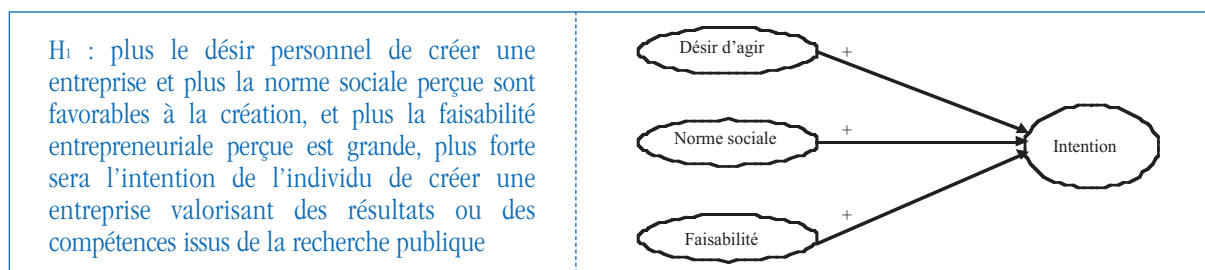 H1 : plus le désir personnel de créer une
entreprise et plus la norme sociale perçue sont
favorables à la création, et plus la faisabilité
entrepreneuriale perçue est grande, plus forte
sera l'intention de l'individu de créer une
entreprise valorisant des résultats ou des
compétences issus de la recherche publique
Désir d'agir
+
Norme sociale
+
Intention
+
Faisabilité